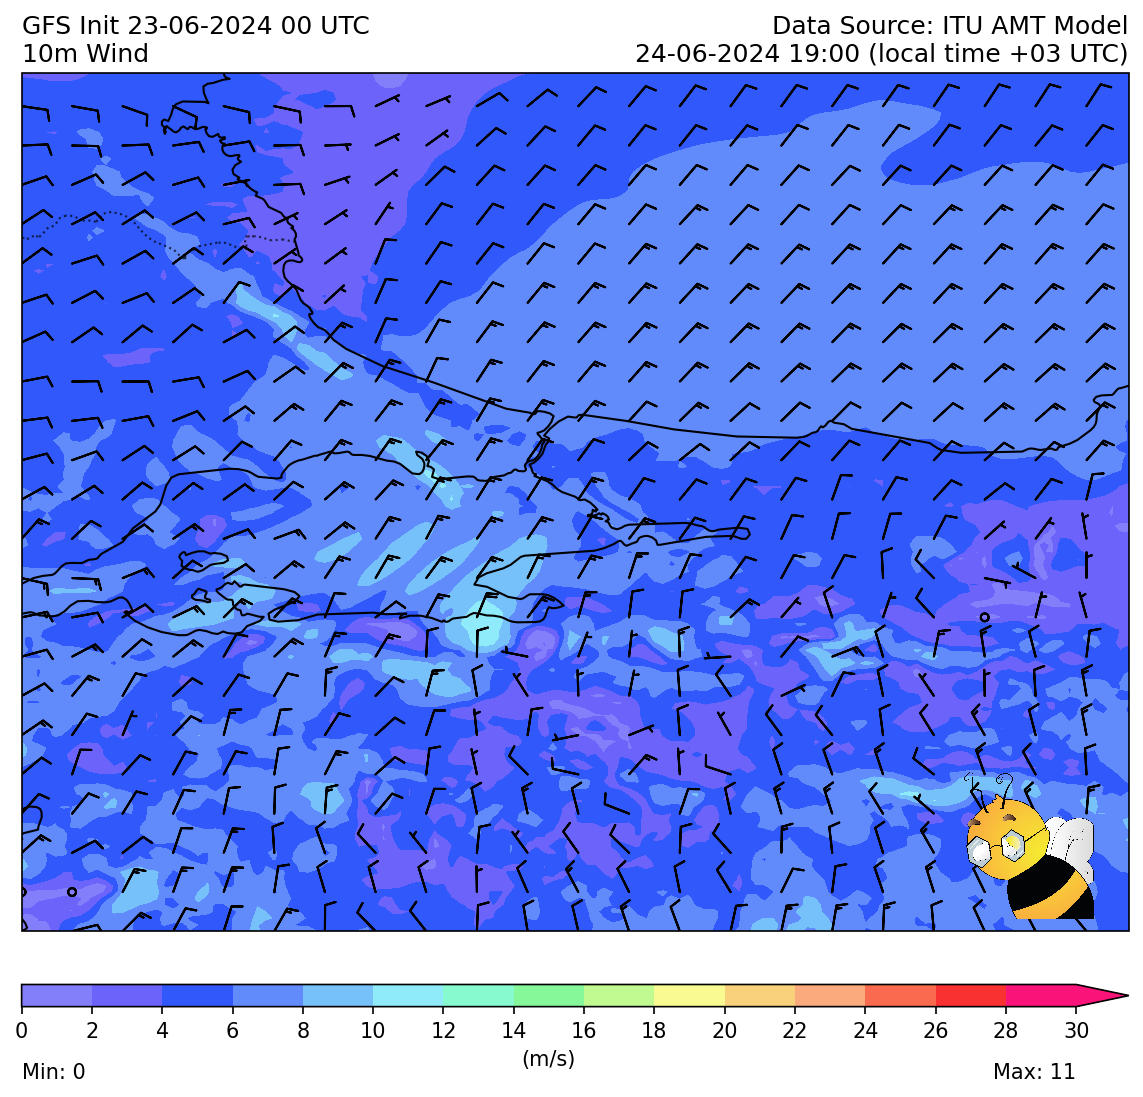 GFS Init 23-06-2024 00 UTC
Data Source: ITU AMT Model
10m Wind
24-06-2024 19:00 (local time +03 UTC)
0 2 4 6 8 10 12 14 16 18 20 22 24 26 28 30
(m/s)
Min: 0
Max: 11